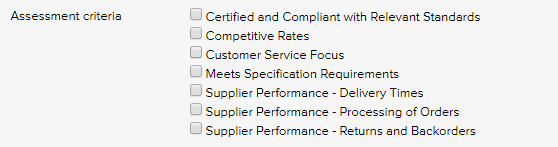 Assessment criteria
Certified and Compliant with Relevant Standards
Competitive Rates
Customer Service Focus
Meets Specification Requirements
Supplier Performance - Delivery Times
Supplier Performance - Processing of Orders
Supplier Performance - Returns and Backorders